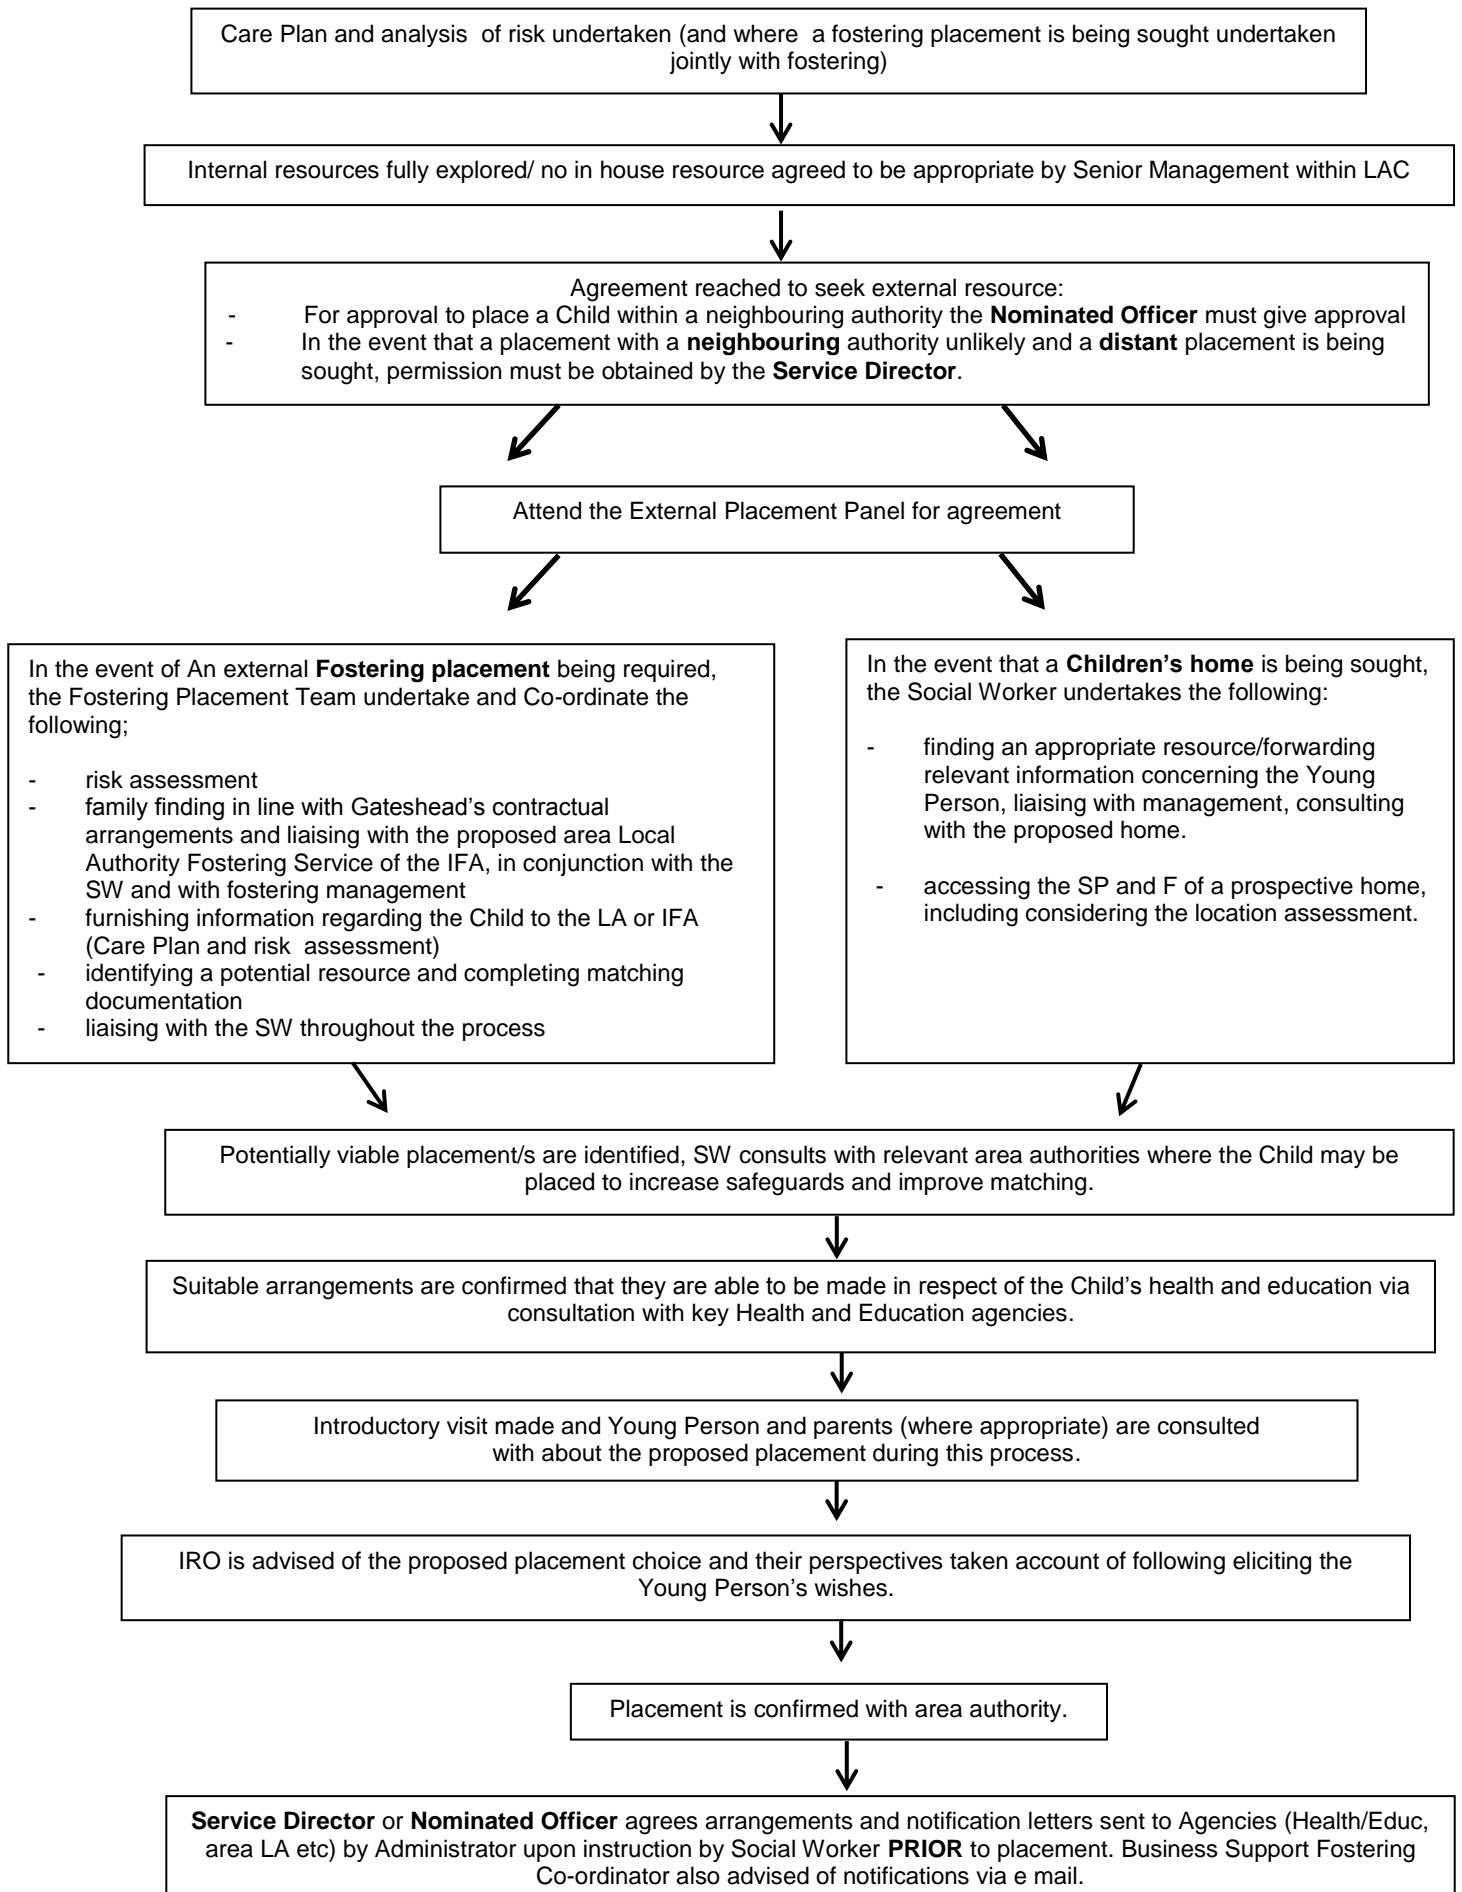 Care Plan and analysis  of risk undertaken (and where  a fostering placement is being sought undertaken
jointly with fostering)
Internal resources fully explored/ no in house resource agreed to be appropriate by Senior Management within LAC
Agreement reached to seek external resource:
- For approval to place a Child within a neighbouring authority the Nominated Officer must give approval
- In the event that a placement with a neighbouring authority unlikely and a distant placement is being
sought, permission must be obtained by the Service Director.
Attend the External Placement Panel for agreement
In the event of An external Fostering placement being required,
the Fostering Placement Team undertake and Co-ordinate the
following;
- risk assessment
- family finding in line with Gateshead's contractual
arrangements and liaising with the proposed area Local
Authority Fostering Service of the IFA, in conjunction with the
SW and with fostering management
- furnishing information regarding the Child to the LA or IFA
(Care Plan and risk  assessment)
- identifying a potential resource and completing matching
documentation
- liaising with the SW throughout the process
In the event that a Children's home is being sought,
the Social Worker undertakes the following:
- finding an appropriate resource/forwarding
relevant information concerning the Young
Person, liaising with management, consulting
with the proposed home.
- accessing the SP and F of a prospective home,
including considering the location assessment.
Potentially viable placement/s are identified, SW consults with relevant area authorities where the Child may be
placed to increase safeguards and improve matching.
Suitable arrangements are confirmed that they are able to be made in respect of the Child's health and education via
consultation with key Health and Education agencies.
Introductory visit made and Young Person and parents (where appropriate) are consulted
with about the proposed placement during this process.
IRO is advised of the proposed placement choice and their perspectives taken account of following eliciting the
Young Person's wishes.
Placement is confirmed with area authority.
Service Director or Nominated Officer agrees arrangements and notification letters sent to Agencies (Health/Educ,
area LA etc) by Administrator upon instruction by Social Worker PRIOR to placement. Business Support Fostering
Co-ordinator also advised of notifications via e mail.